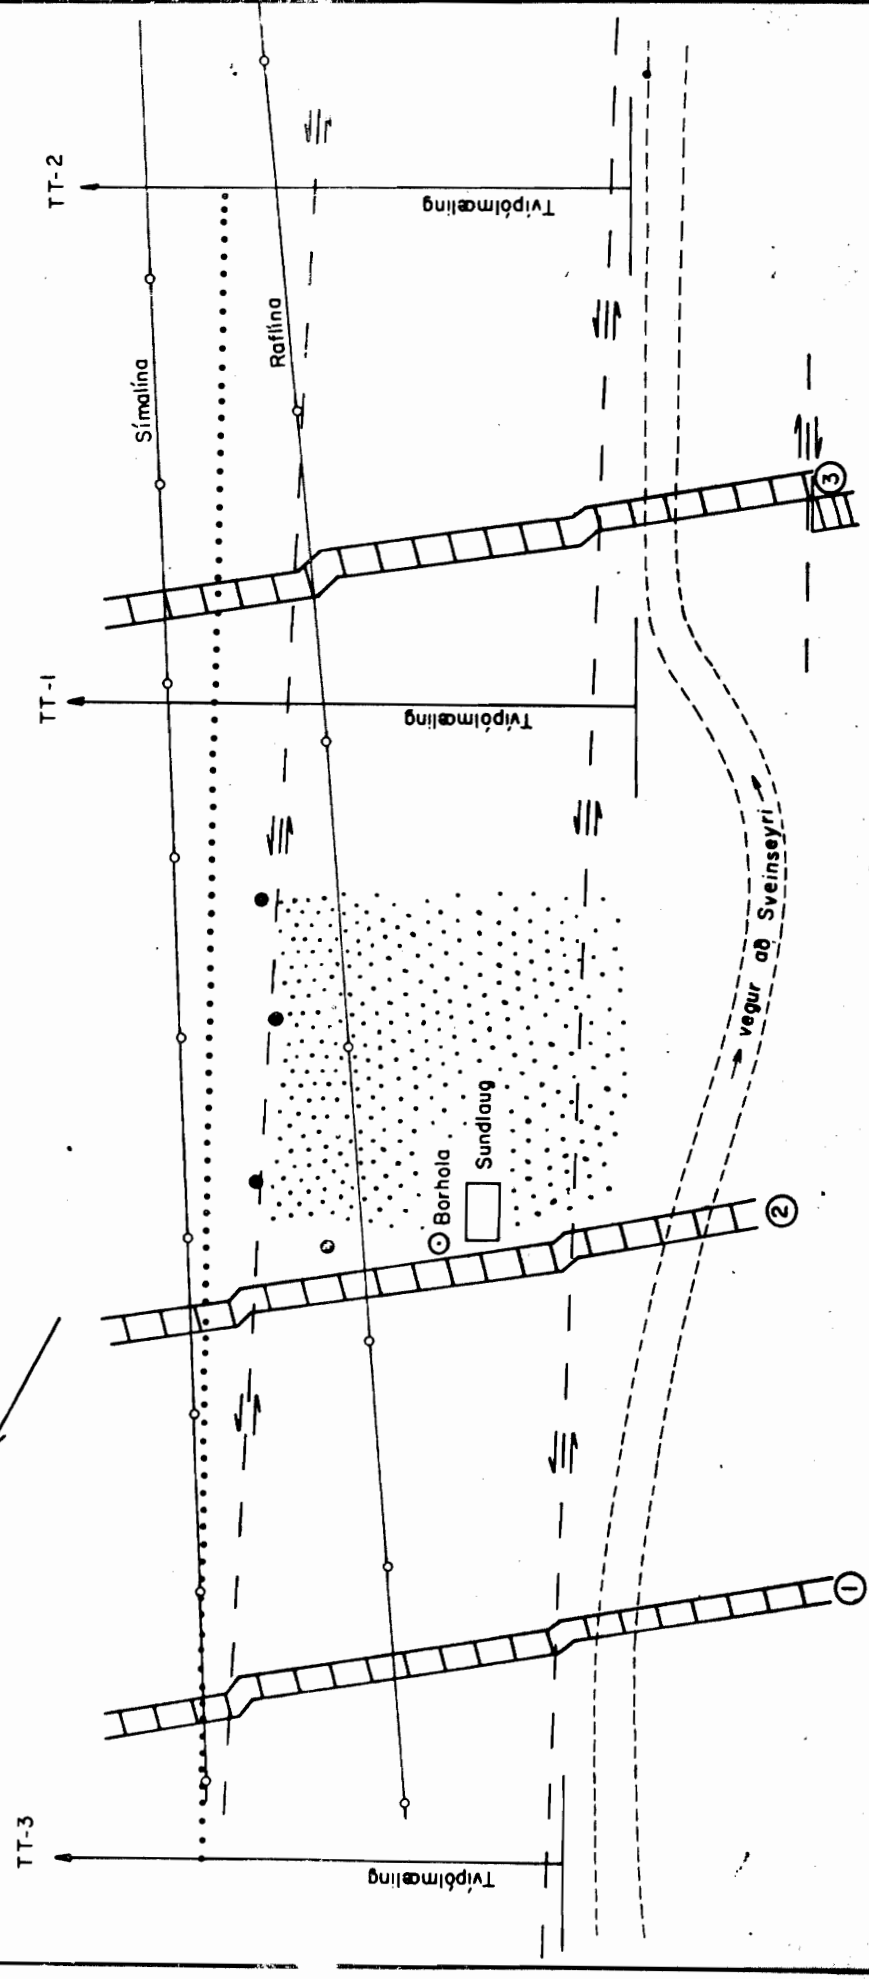 TT-2
Tvípólmæling
Símalína
Raflína
3
TT-1
Tvípólmæling
vegur að Sveinseyri
Sundlaug
Borhola
2
1
TT-3
Tvípólmæling